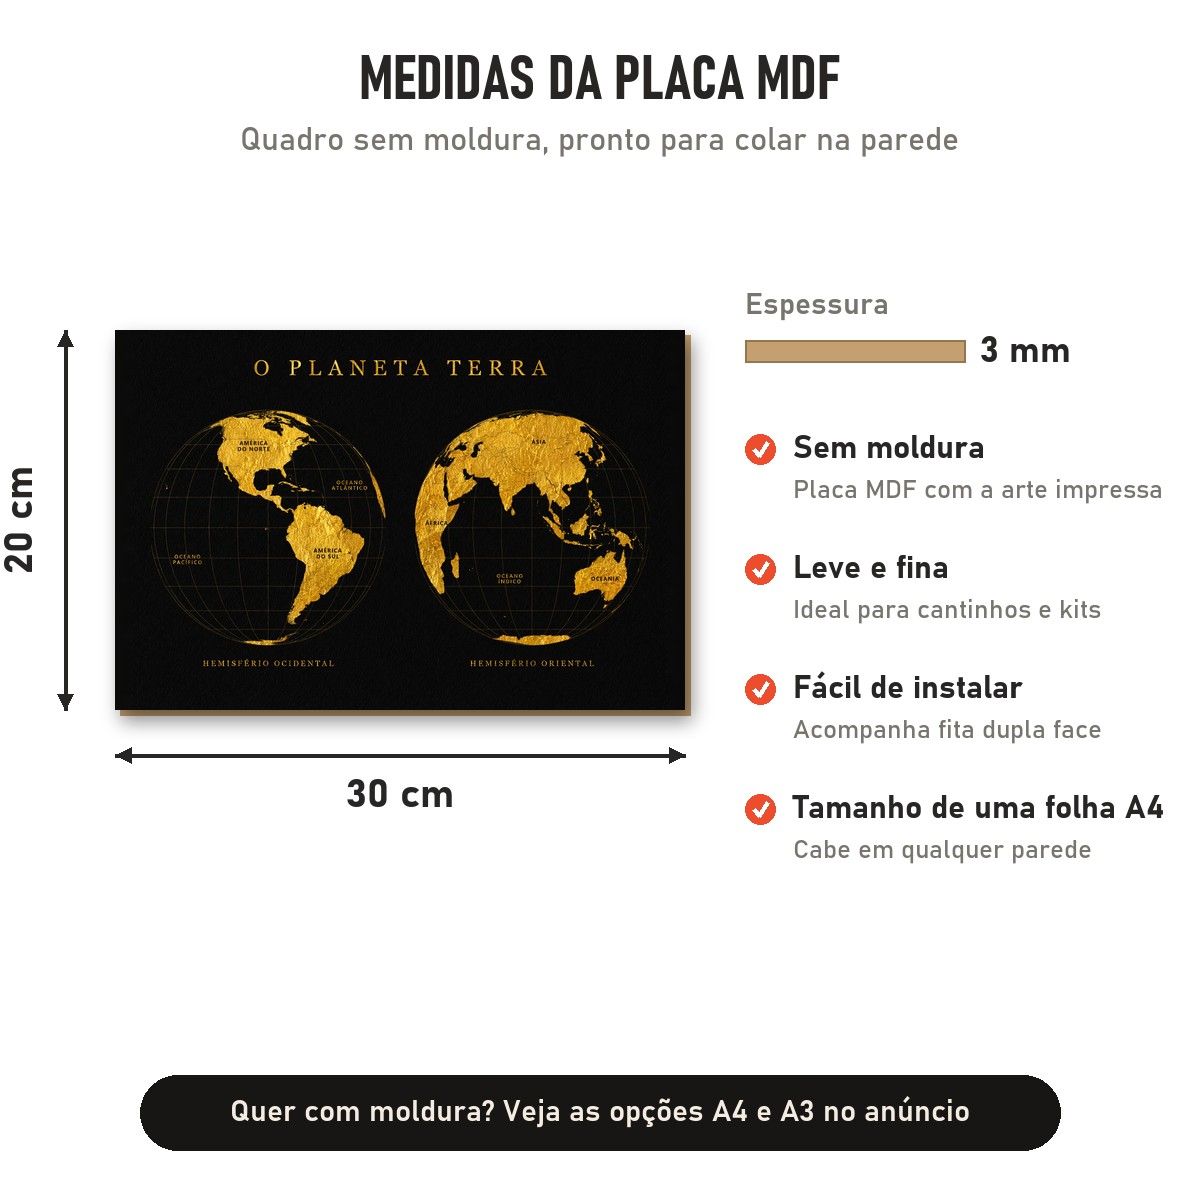 MEDIDAS DA PLACA MDF
Quadro sem moldura, pronto para colar na parede
Espessura
3 mm
20 cm
O PLANETA TERRA
AMÉRICA
DO NORTE
OCEANO
ATLÂNTICO
OCEANO
PACÍFICO
AMÉRICA
DO SUL
HEMISFÉRIO OCIDENTAL
ÁSIA
ÁFRICA
OCEANO
ÍNDICO
OCEANIA
HEMISFÉRIO ORIENTAL
30 cm
Sem moldura
Placa MDF com a arte impressa
Leve e fina
Ideal para cantinhos e kits
Fácil de instalar
Acompanha fita dupla face
Tamanho de uma folha A4
Cabe em qualquer parede
Quer com moldura? Veja as opções A4 e A3 no anúncio